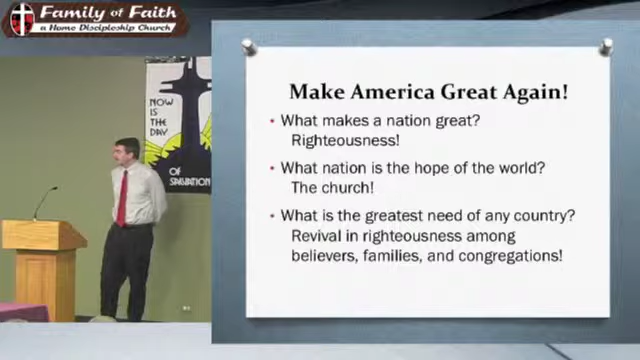 Family of Faith
a Home Discipleship Church
NOW
IS
THE
DAY
OF
SALVATION
Make America Great Again!
• What makes a nation great?
Righteousness!
• What nation is the hope of the world?
The church!
• What is the greatest need of any country?
Revival in righteousness among
believers, families, and congregations!